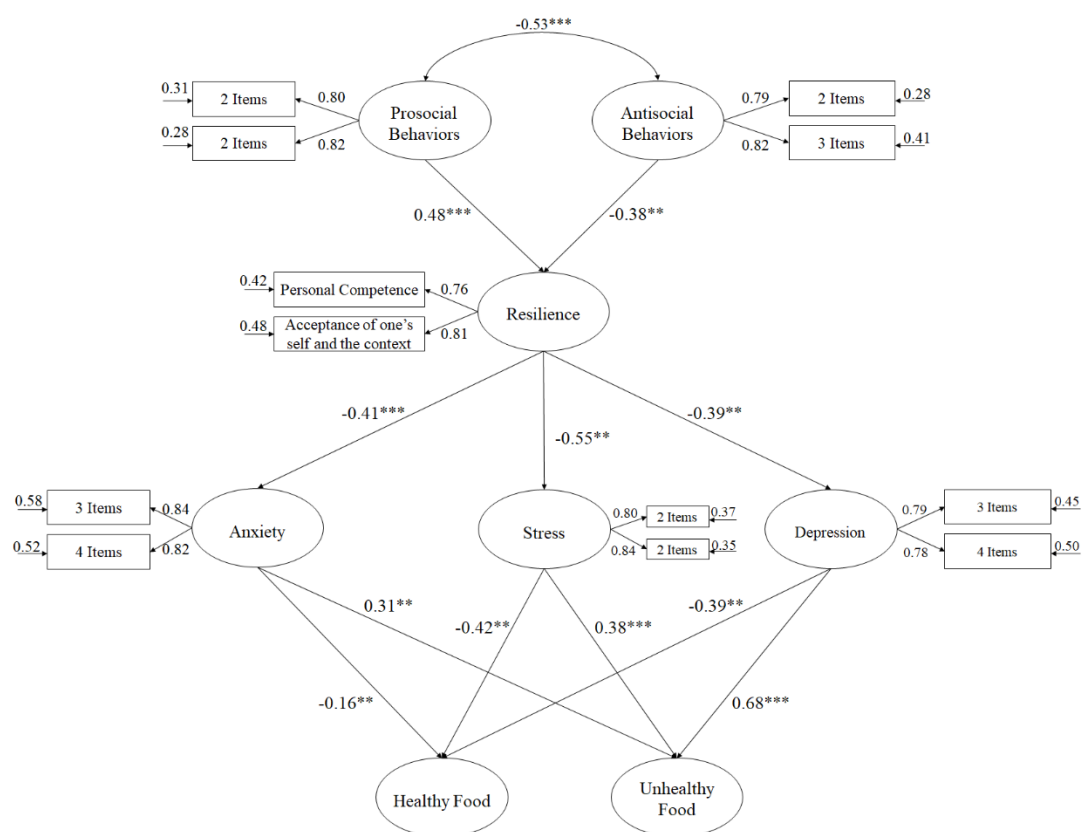 -0.53***
0.31
2 Items
0.80
Prosocial
Behaviors
0.28
2 Items
0.82
Antisocial
Behaviors
0.79
2 Items
0.28
0.82
3 Items
0.41
0.48***
-0.38**
0.42
Personal Competence
0.76
0.48
Acceptance of one's
self and the context
0.81
Resilience
-0.41***
-0.55**
-0.39**
0.58
3 Items
0.84
0.52
4 Items
0.82
Anxiety
Stress
0.80
2 Items
0.37
0.84
2 Items
0.35
Depression
0.79
3 Items
0.45
0.78
4 Items
0.50
0.31**
-0.42**
0.38***
-0.39**
-0.16**
0.68***
Healthy Food
Unhealthy
Food